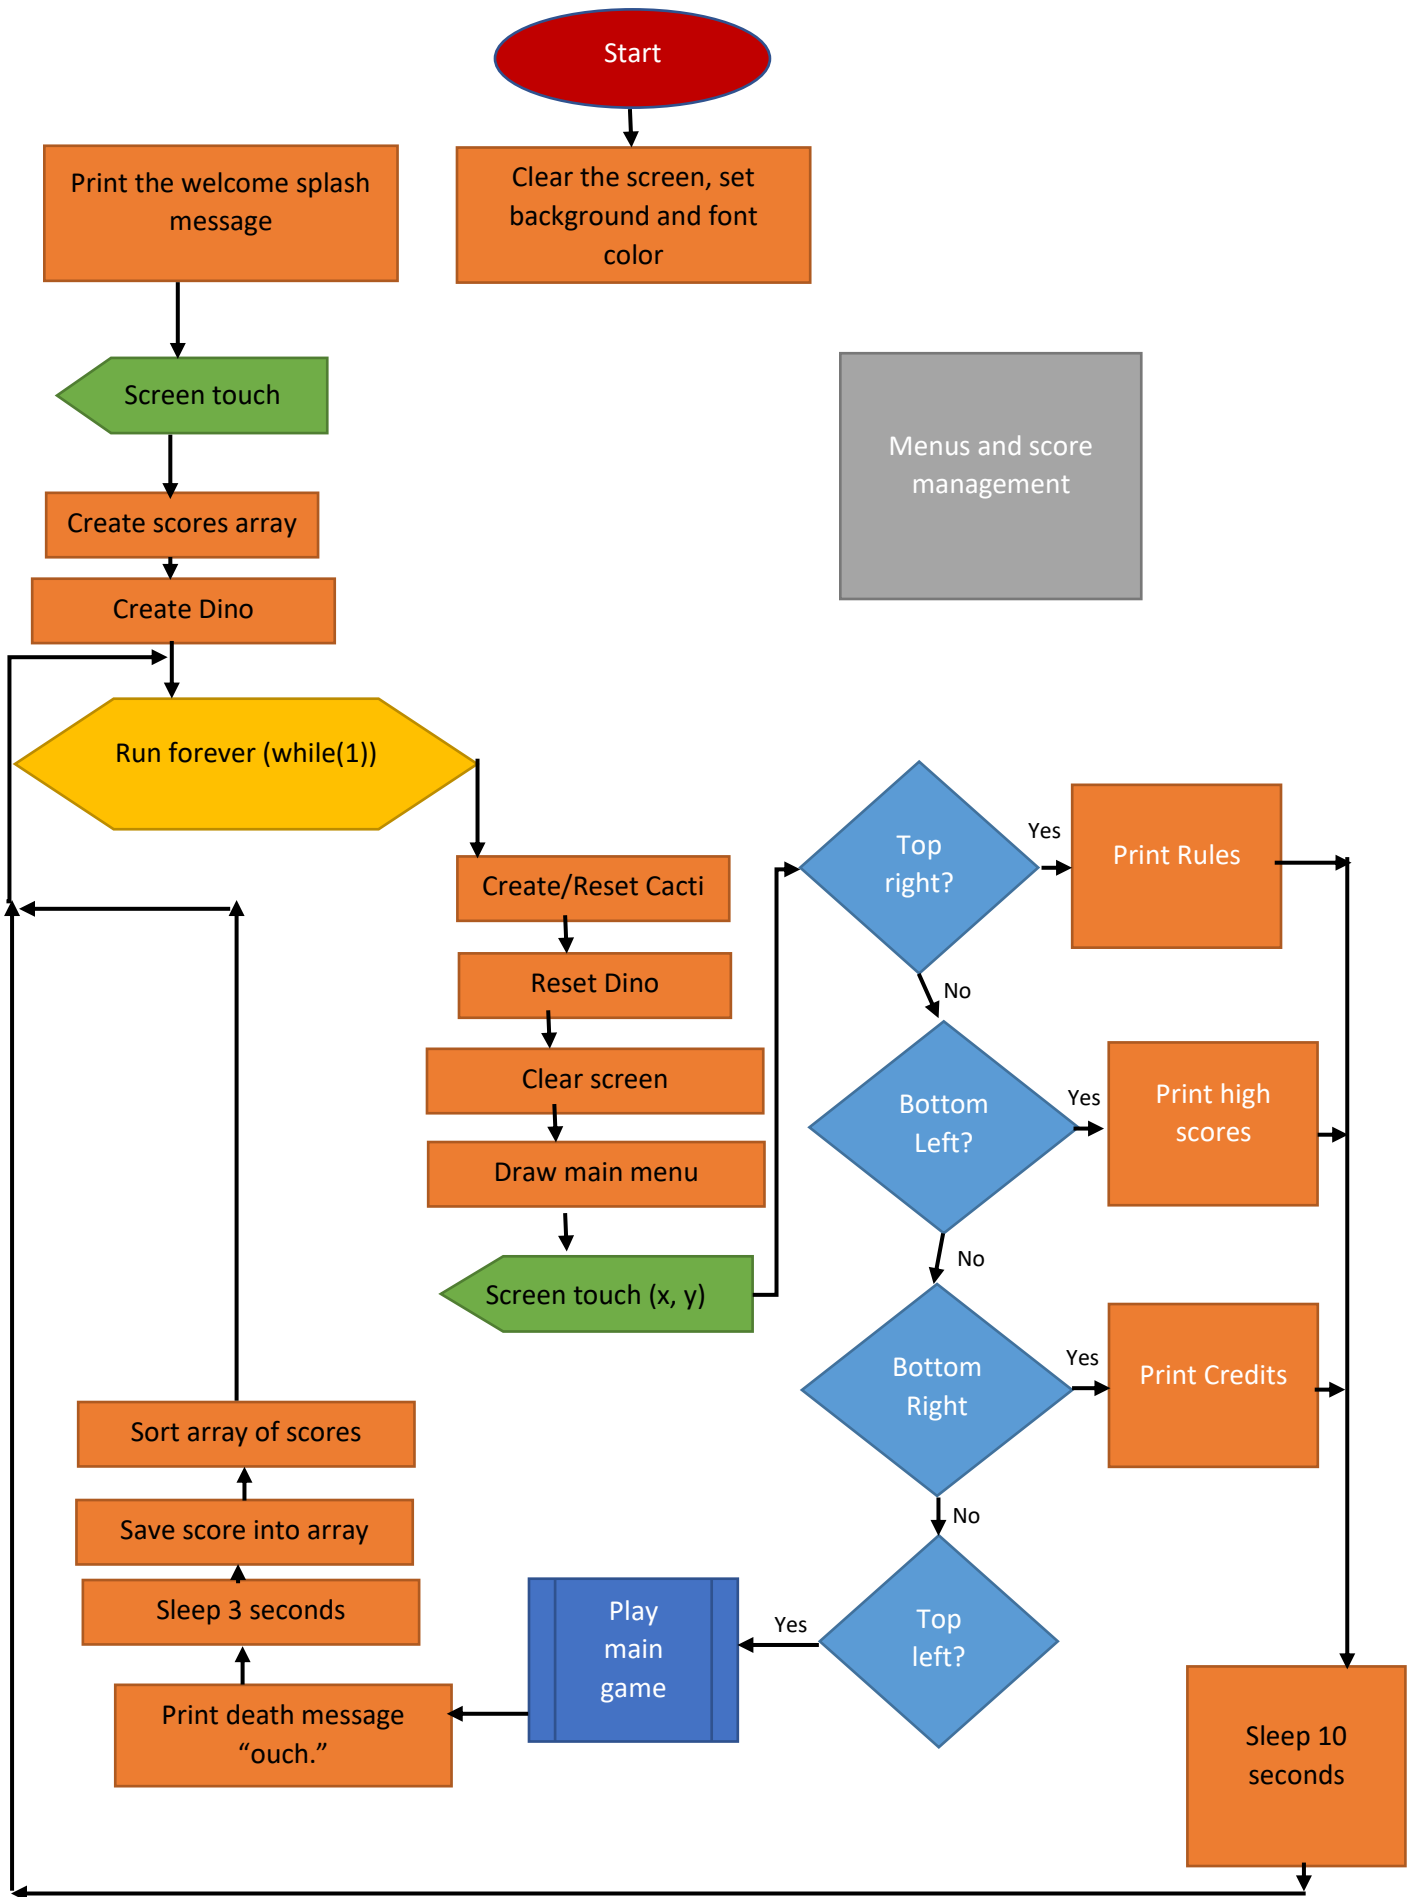 Start
Clear the screen, set
background and font
color
Print the welcome splash
message
Screen touch
Create scores array
Create Dino
Run forever (while(1))
Menus and score
management
Create/Reset Cacti
Reset Dino
Clear screen
Draw main menu
Screen touch (x, y)
Top
right?
Yes
Print Rules
No
Bottom
Left?
Yes
Print high
scores
No
Bottom
Right
Yes
Print Credits
No
Top
left?
Yes
Play
main
game
Print death message
“ouch.”
Sleep 3 seconds
Save score into array
Sort array of scores
Sleep 10
seconds